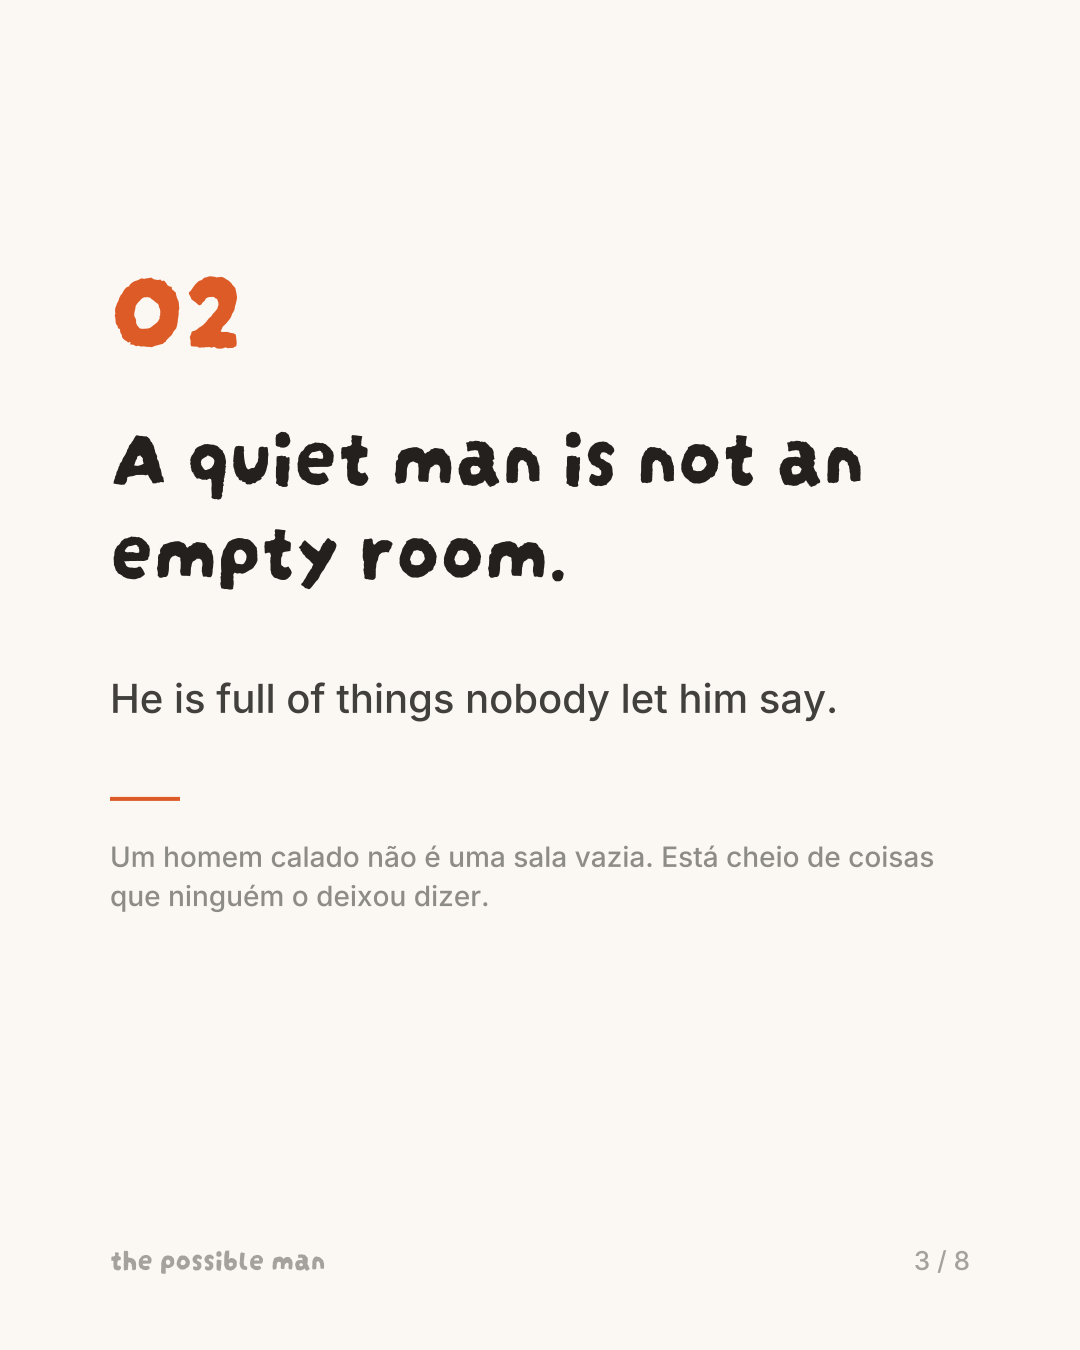 02
A quiet man is not an
empty room.
He is full of things nobody let him say.
Um homem calado não é uma sala vazia. Está cheio de coisas
que ninguém o deixou dizer.
the possible man
3 / 8